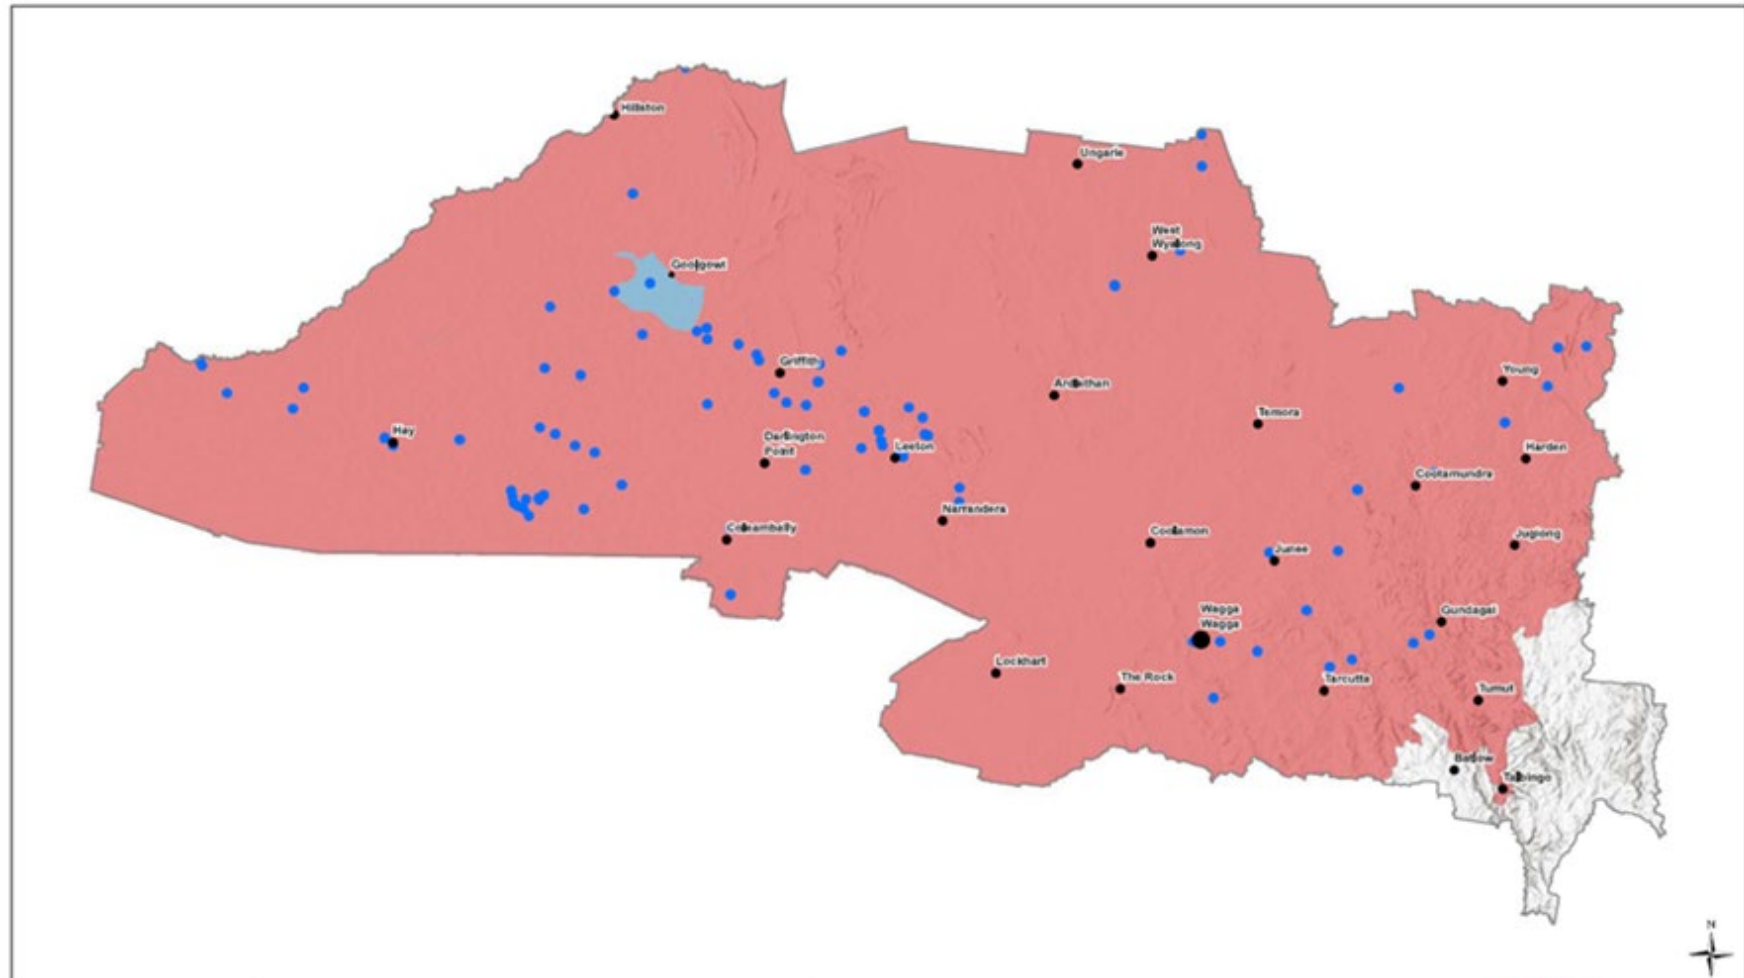 Hillston
Ungarie
West
Wyalong
Goolgowi
Griffith
Young
Ardlethan
Temora
Hay
Darlington
Point
Leeton
Harden
Cootamundra
Narrandera
Coleambally
Coolamon
Junee
Jugiong
Wagga
Wagga
Gundagai
Lockhart
The Rock
Tarcutta
Tumut
Batlow
Talbingo
N